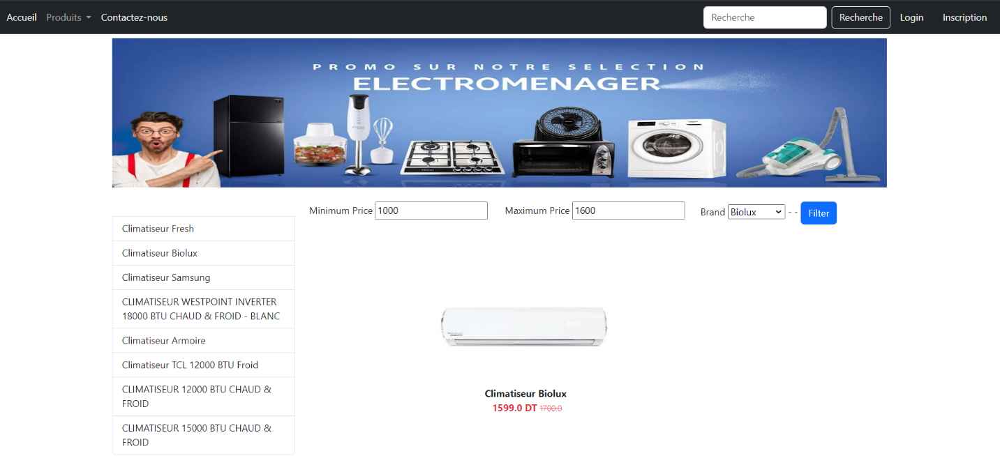 Accueil Produits Contactez-nous Recherche Recherche Login Inscription
PROMO SUR NOTRE SELECTION
ELECTROMENAGER
Minimum Price 1000 Maximum Price 1600 Brand Biolux - - Filter
Climatiseur Fresh
Climatiseur Biolux
Climatiseur Samsung
CLIMATISEUR WESTPOINT INVERTER
18000 BTU CHAUD & FROID - BLANC
Climatiseur Armoire
Climatiseur TCL 12000 BTU Froid
CLIMATISEUR 12000 BTU CHAUD &
FROID
CLIMATISEUR 15000 BTU CHAUD &
FROID
Climatiseur Biolux
1599.0 DT 1700.0